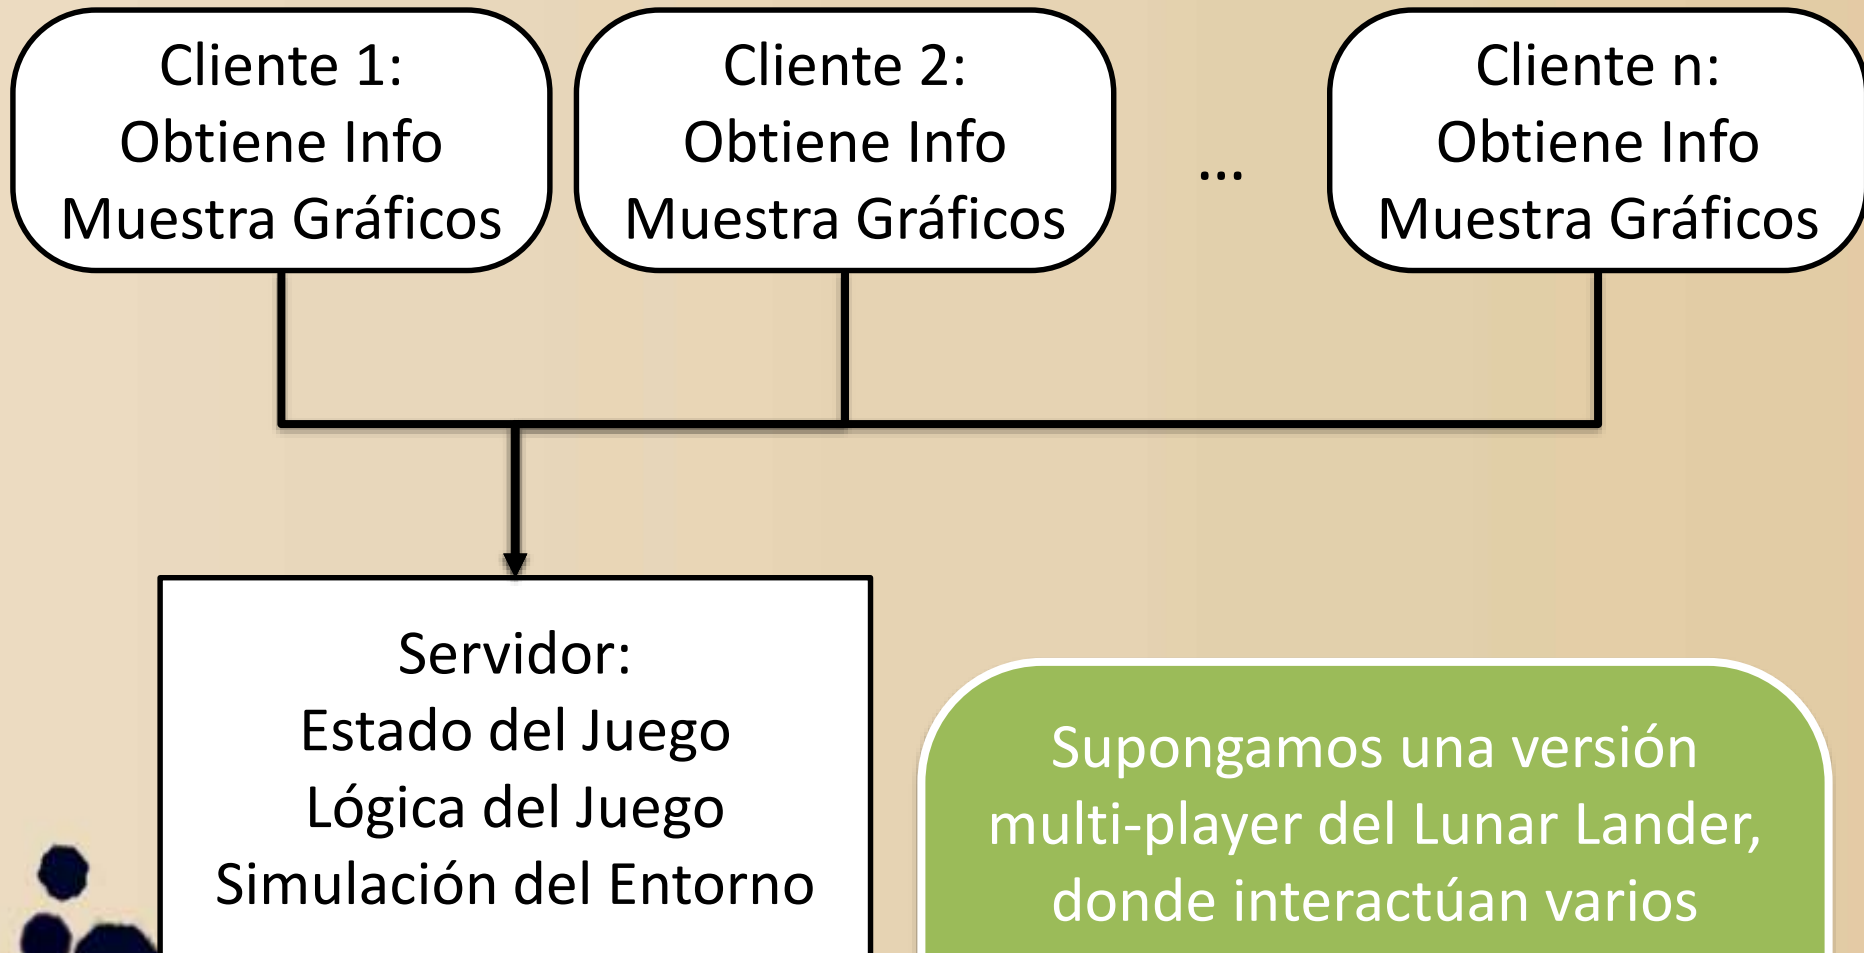 Cliente 1:
Obtiene Info
Muestra Gráficos
Cliente 2:
Obtiene Info
Muestra Gráficos
...
Cliente n:
Obtiene Info
Muestra Gráficos
Servidor:
Estado del Juego
Lógica del Juego
Simulación del Entorno
Supongamos una versión
multi-player del Lunar Lander,
donde interactúan varios